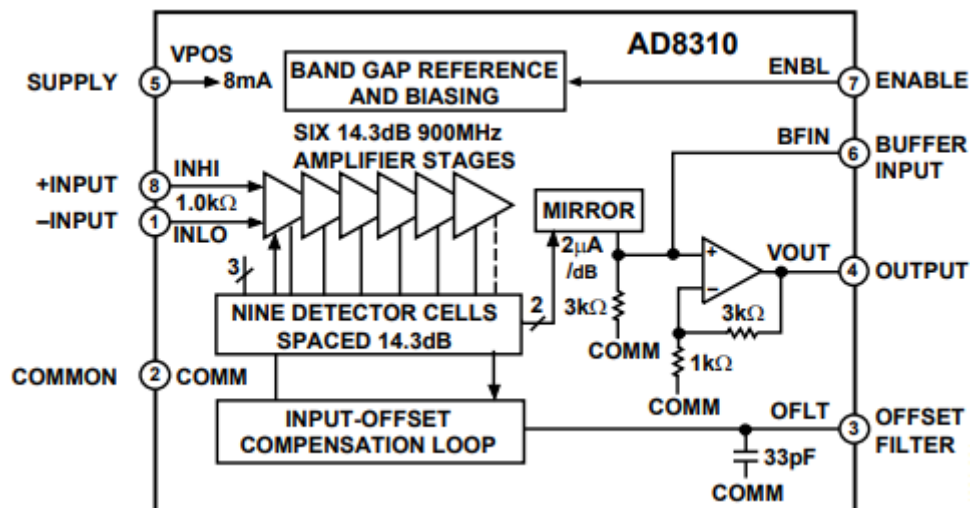 AD8310
VPOS
SUPPLY
5
8mA
BAND GAP REFERENCE
AND BIASING
ENBL
7
ENABLE
SIX 14.3dB 900MHz
AMPLIFIER STAGES
BFIN
6
BUFFER
INPUT
+INPUT
8
INHI
1.0kΩ
–INPUT
1
INLO
MIRROR
2μA
/dB
3
NINE DETECTOR CELLS
SPACED 14.3dB
2
3kΩ
COMM
+
–
VOUT
4
OUTPUT
3kΩ
1kΩ
COMM
COMMON
2
COMM
INPUT-OFFSET
COMPENSATION LOOP
OFLT
3
OFFSET
FILTER
33pF
COMM